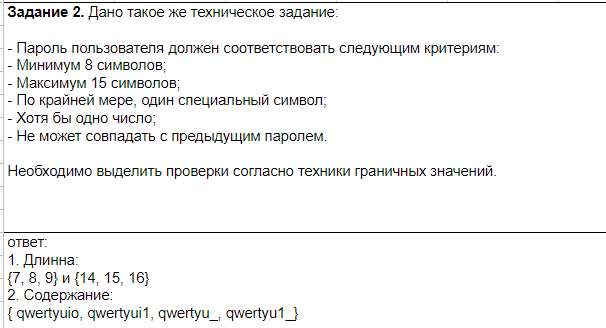 Задание 2. Дано такое же техническое задание:
- Пароль пользователя должен соответствовать следующим критериям:
- Минимум 8 символов;
- Максимум 15 символов;
- По крайней мере, один специальный символ;
- Хотя бы одно число;
- Не может совпадать с предыдущим паролем.
Необходимо выделить проверки согласно техники граничных значений.
ответ:
1. Длинна:
{7, 8, 9} и {14, 15, 16}
2. Содержание:
{ qwertyuio, qwertyui1, qwertyu_, qwertyu1_}